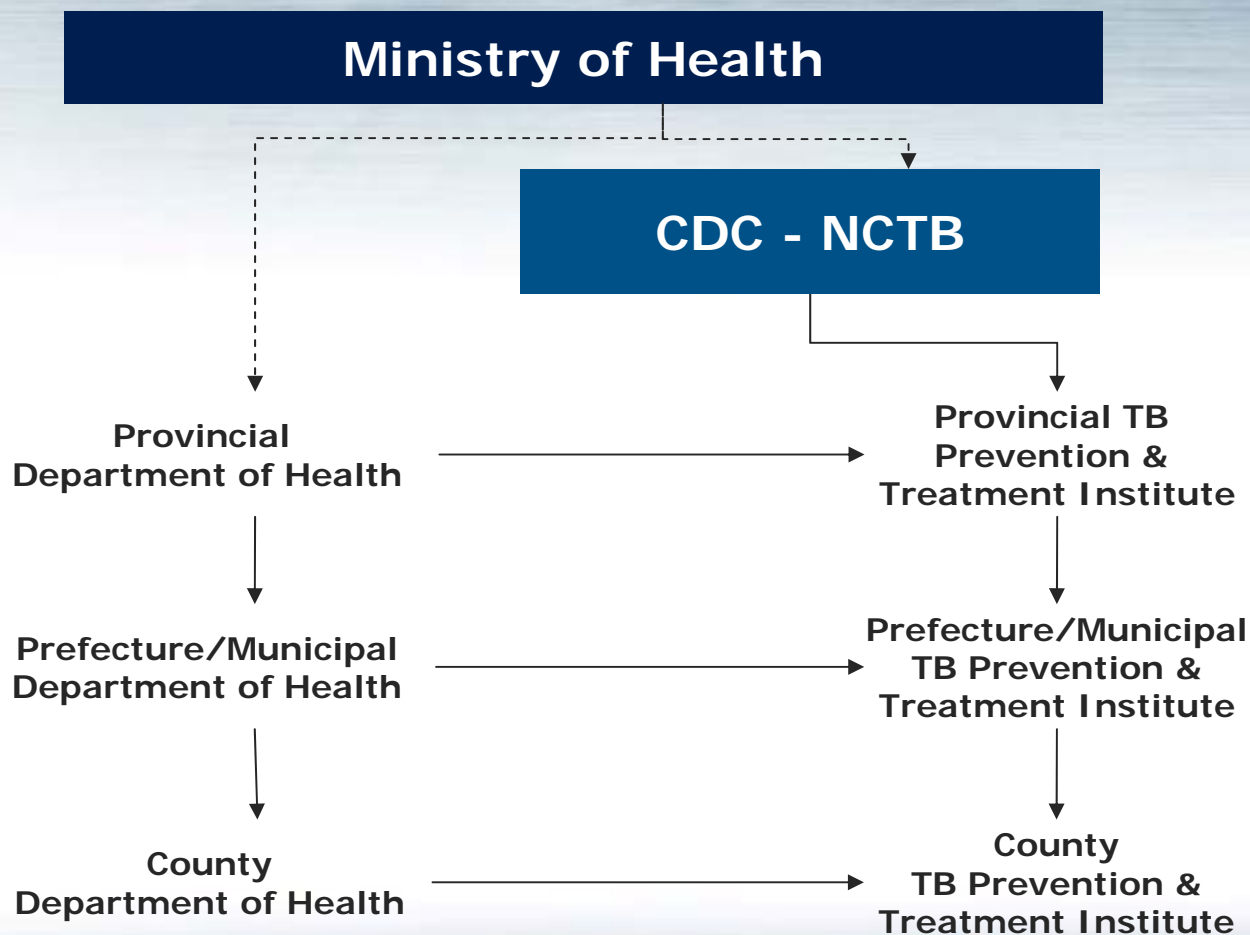 Ministry of Health
CDC - NCTB
Provincial
Department of Health
Provincial TB
Prevention &
Treatment Institute
Prefecture/Municipal
Department of Health
Prefecture/Municipal
TB Prevention &
Treatment Institute
County
Department of Health
County
TB Prevention &
Treatment Institute